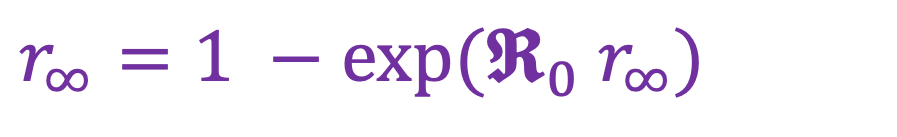 r∞ = 1 − exp(ℜ₀ r∞)